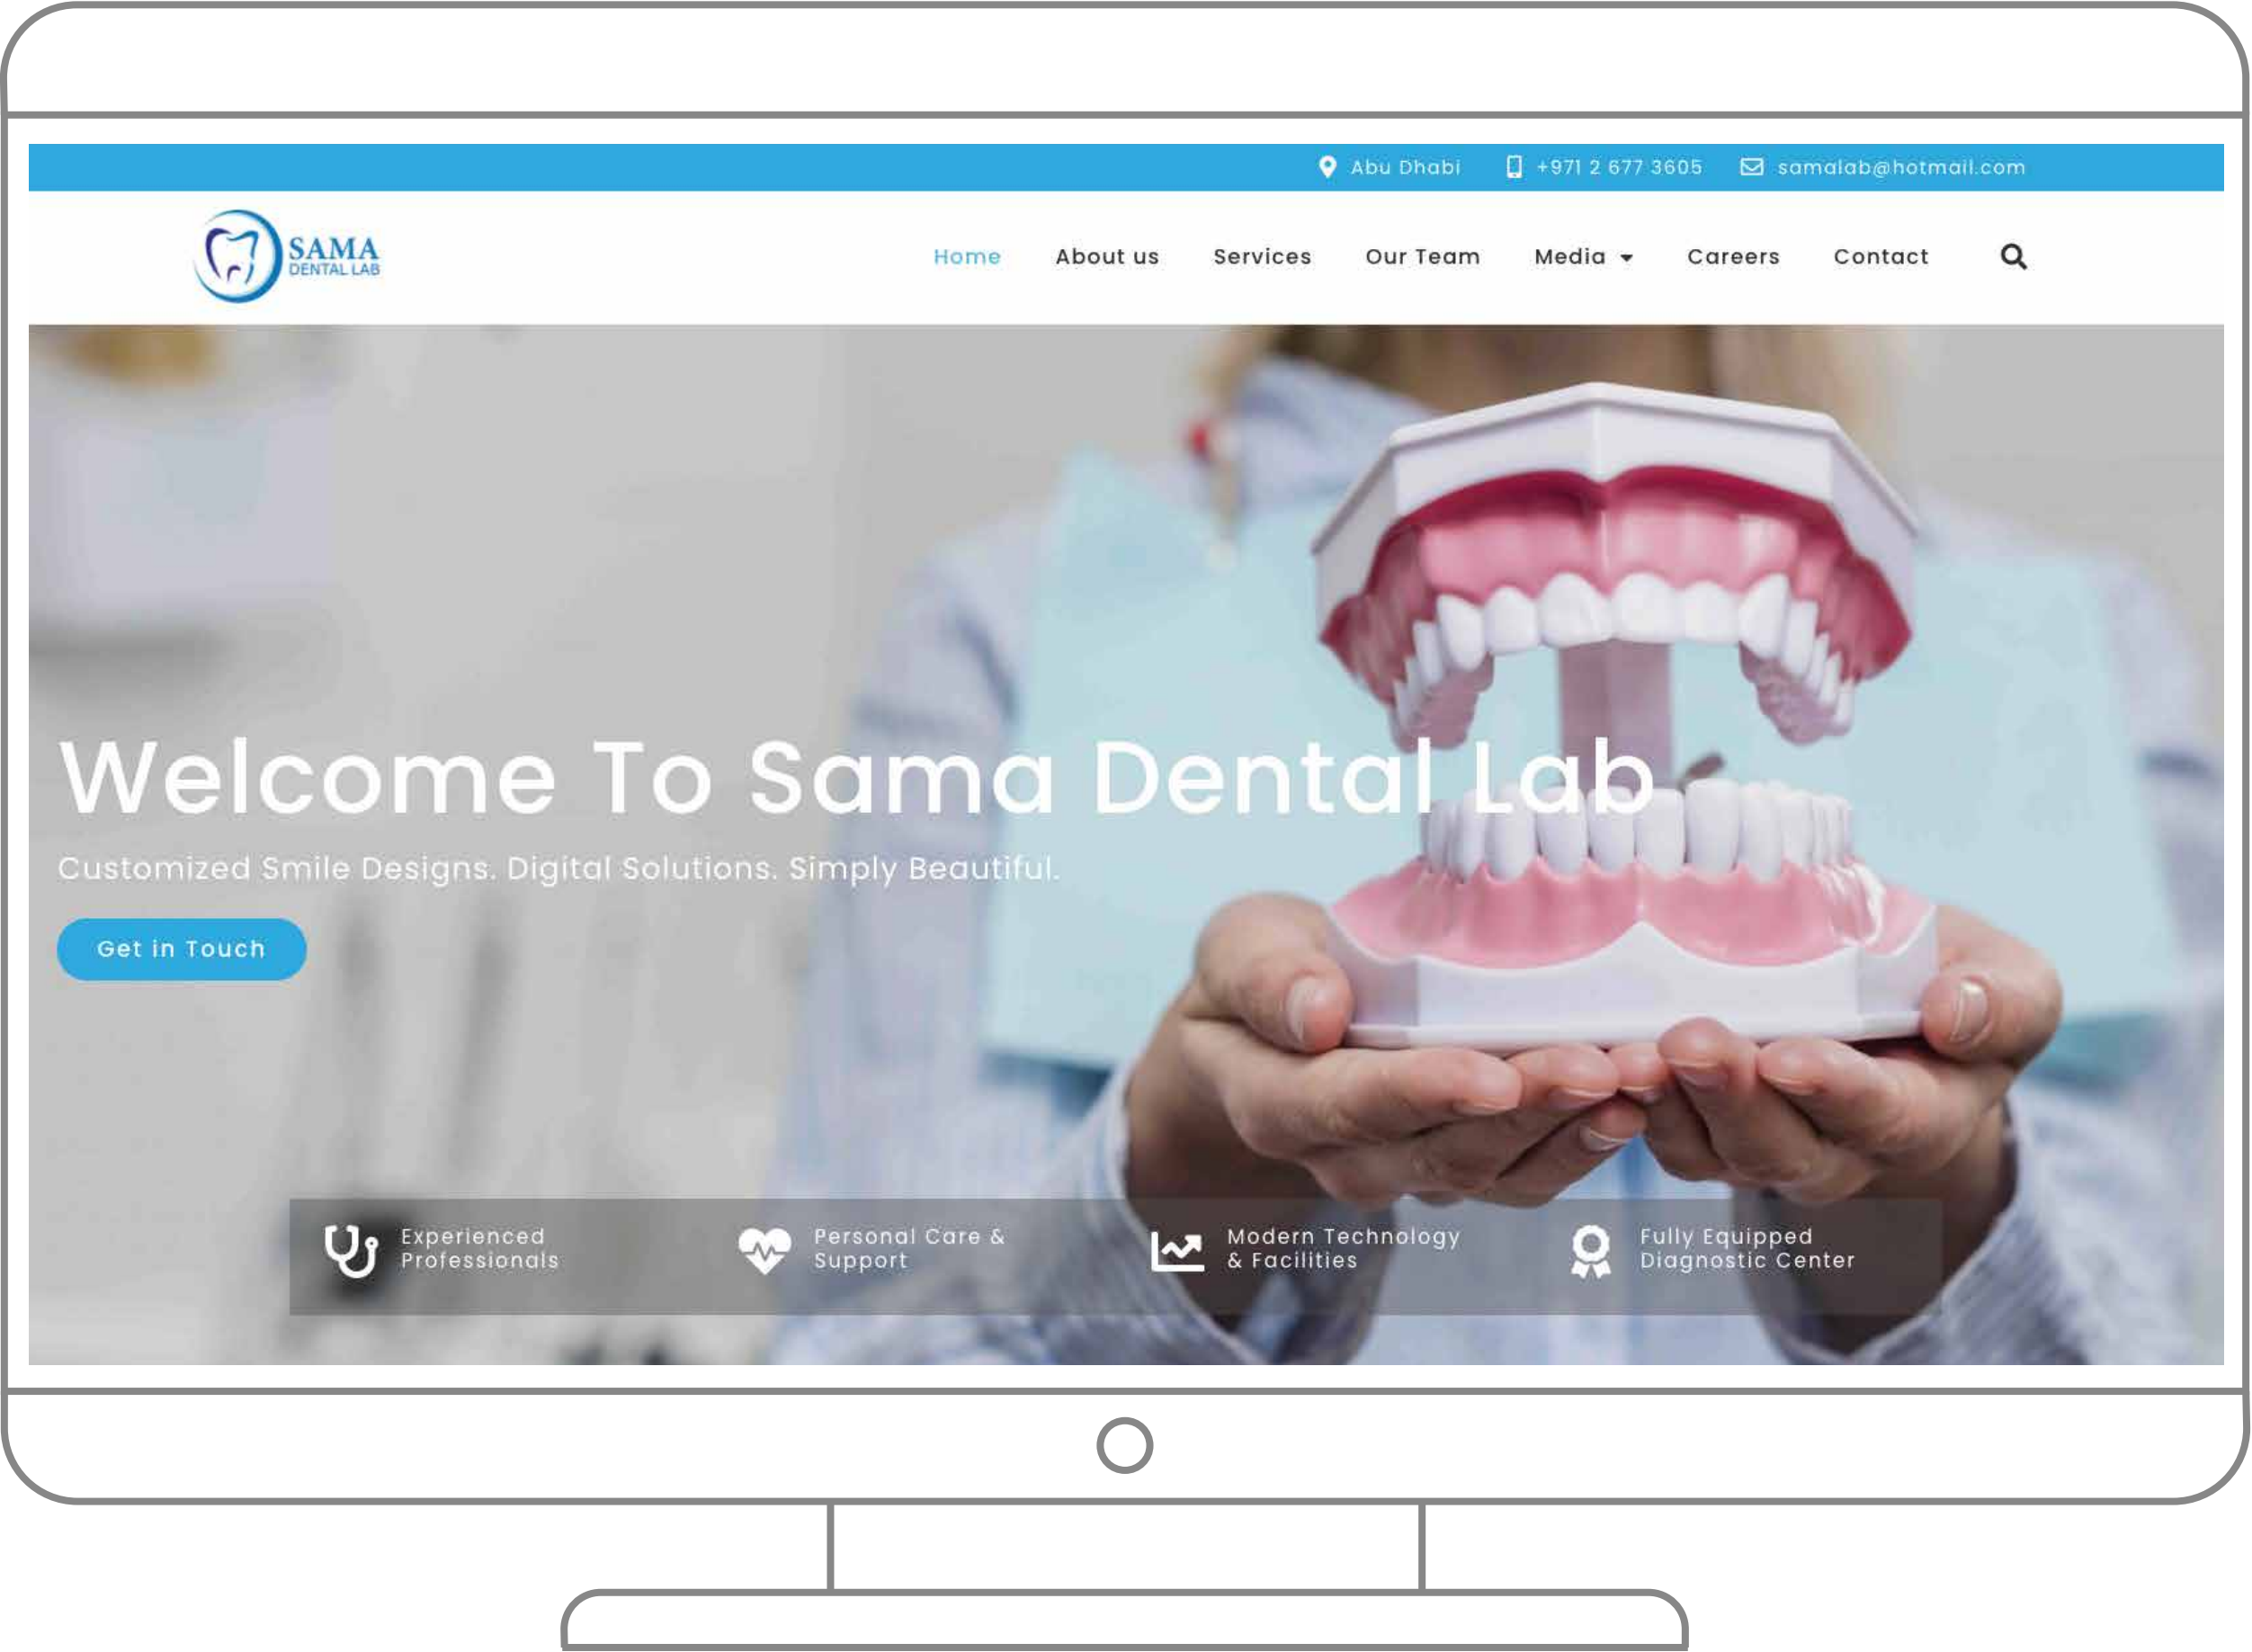 Abu Dhabi +971 2 677 3605 samalab@hotmail.com
SAMA
DENTAL LAB
Home About us Services Our Team Media Careers Contact
Welcome To Sama Dental Lab
Customized Smile Designs. Digital Solutions. Simply Beautiful.
Get in Touch
Experienced
Professionals
Personal Care &
Support
Modern Technology
& Facilities
Fully Equipped
Diagnostic Center